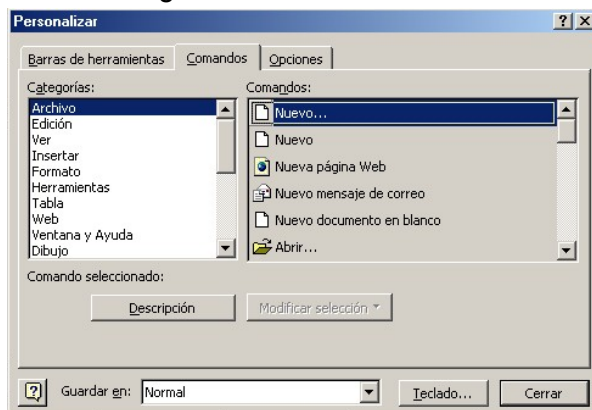 Personalizar
Barras de herramientas Comandos Opciones
Categorías: Comandos:
Archivo
Edición
Ver
Insertar
Formato
Herramientas
Tabla
Web
Ventana y Ayuda
Dibujo
Nuevo...
Nuevo
Nueva página Web
Nuevo mensaje de correo
Nuevo documento en blanco
Abrir...
Comando seleccionado:
Descripción Modificar selección
Guardar en: Normal Teclado... Cerrar